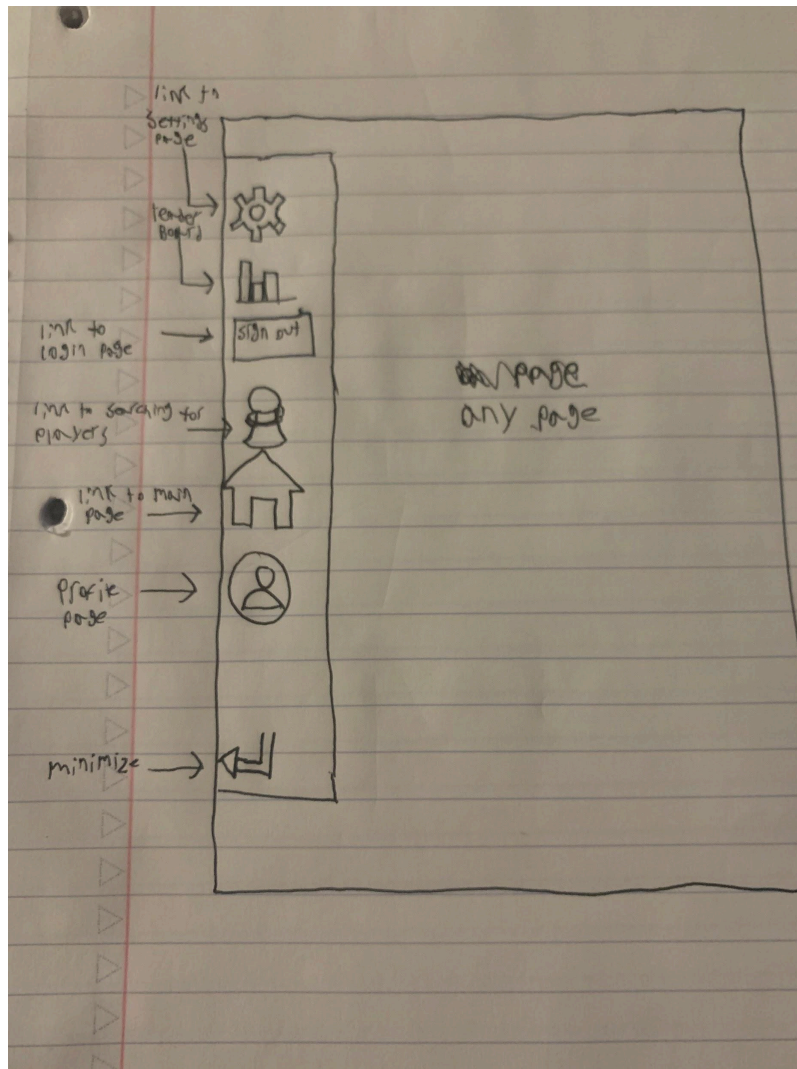 link to
Setting
page
Leader
Board
link to
Login page
sign out
link to searching for
players
link to main
page
profile
page
minimize
page
any page